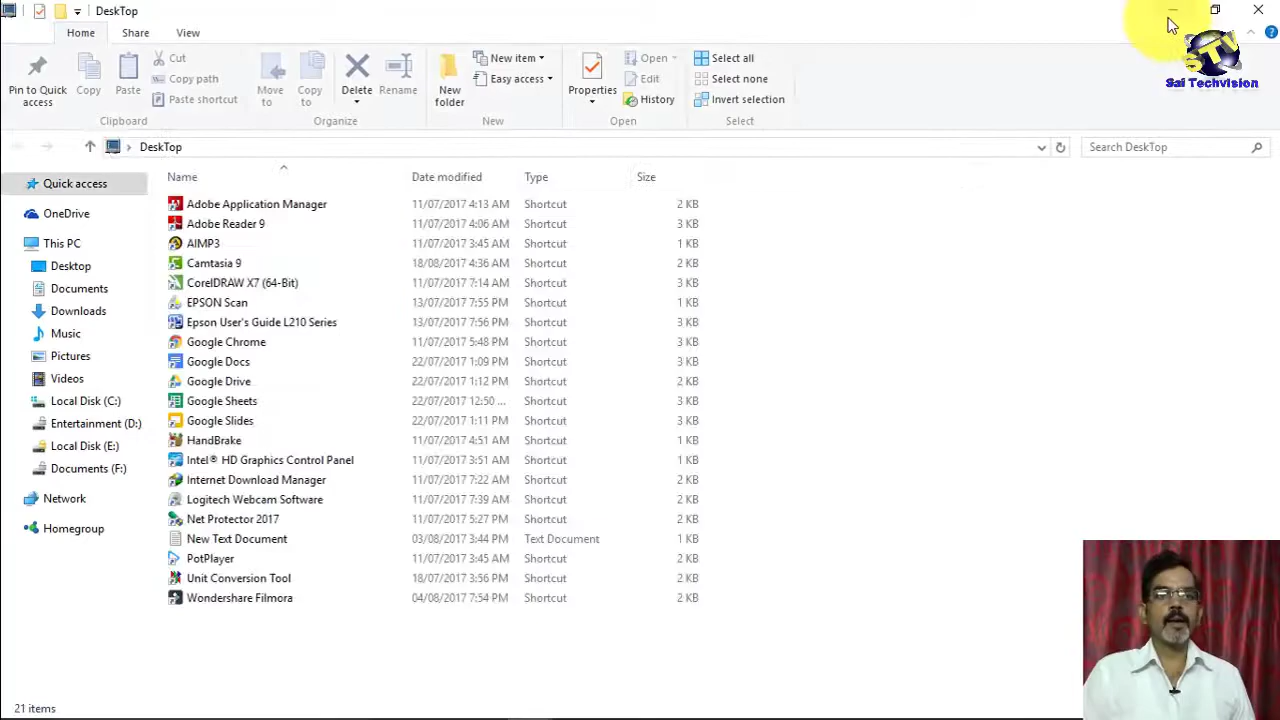 DeskTop
Home Share View
Pin to Quick access
Copy
Paste
Cut
Copy path
Paste shortcut
Clipboard
Move to
Copy to
Delete
Rename
Organize
New folder
New item
Easy access
New
Properties
Open
Edit
History
Open
Select all
Select none
Invert selection
Select
STV
Sai Techvision
DeskTop
Search DeskTop
Quick access
OneDrive
This PC
Desktop
Documents
Downloads
Music
Pictures
Videos
Local Disk (C:)
Entertainment (D:)
Local Disk (E:)
Documents (F:)
Network
Homegroup
Name Date modified Type Size
Adobe Application Manager 11/07/2017 4:13 AM Shortcut 2 KB
Adobe Reader 9 11/07/2017 4:06 AM Shortcut 3 KB
AIMP3 11/07/2017 3:45 AM Shortcut 1 KB
Camtasia 9 18/08/2017 4:36 AM Shortcut 2 KB
CorelDRAW X7 (64-Bit) 11/07/2017 7:14 AM Shortcut 3 KB
EPSON Scan 13/07/2017 7:55 PM Shortcut 1 KB
Epson User's Guide L210 Series 13/07/2017 7:56 PM Shortcut 3 KB
Google Chrome 11/07/2017 5:48 PM Shortcut 3 KB
Google Docs 22/07/2017 1:09 PM Shortcut 3 KB
Google Drive 22/07/2017 1:12 PM Shortcut 2 KB
Google Sheets 22/07/2017 12:50 ... Shortcut 3 KB
Google Slides 22/07/2017 1:11 PM Shortcut 3 KB
HandBrake 11/07/2017 4:51 AM Shortcut 1 KB
Intel® HD Graphics Control Panel 11/07/2017 3:51 AM Shortcut 1 KB
Internet Download Manager 11/07/2017 7:22 AM Shortcut 2 KB
Logitech Webcam Software 11/07/2017 7:39 AM Shortcut 2 KB
Net Protector 2017 11/07/2017 5:27 PM Shortcut 2 KB
New Text Document 03/08/2017 3:44 PM Text Document 1 KB
PotPlayer 11/07/2017 3:45 AM Shortcut 2 KB
Unit Conversion Tool 18/07/2017 3:56 PM Shortcut 2 KB
Wondershare Filmora 04/08/2017 7:54 PM Shortcut 2 KB
21 items